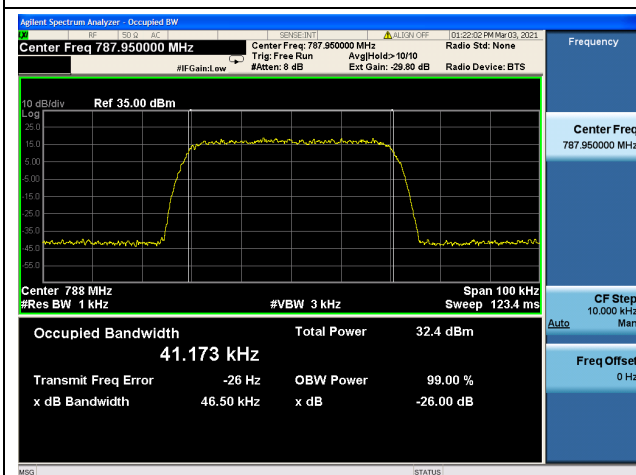 Agilent Spectrum Analyzer - Occupied BW
RF 50 Ω AC SENSE:INT ALIGN OFF 01:22:02 PM Mar 03, 2021
Center Freq 787.950000 MHz
Center Freq: 787.950000 MHz
Radio Std: None
Trig: Free Run Avg|Hold:>10/10
#IFGain:Low #Atten: 8 dB Ext Gain: -29.80 dB Radio Device: BTS
Frequency
10 dB/div Ref 35.00 dBm
Log
25.0
15.0
5.00
-5.00
-15.0
-25.0
-35.0
-45.0
-55.0
Center 788 MHz Span 100 kHz
#Res BW 1 kHz #VBW 3 kHz Sweep 123.4 ms
Occupied Bandwidth Total Power 32.4 dBm
41.173 kHz
Transmit Freq Error -26 Hz OBW Power 99.00 %
x dB Bandwidth 46.50 kHz x dB -26.00 dB
Center Freq
787.950000 MHz
CF Step
10.000 kHz
Auto Man
Freq Offset
0 Hz
MSG STATUS